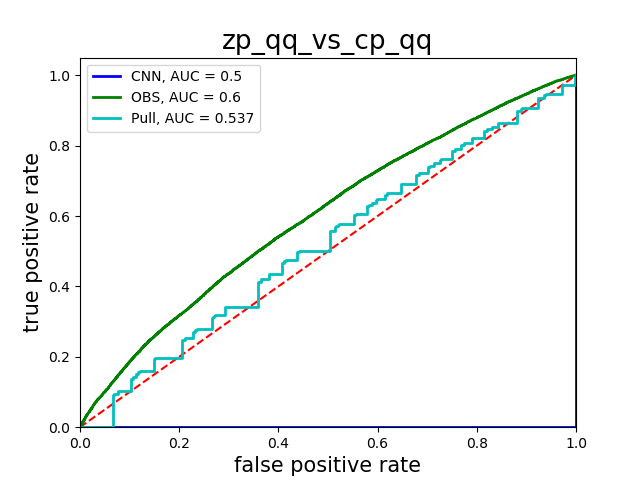 zp_qq_vs_cp_qq
CNN, AUC = 0.5
OBS, AUC = 0.6
Pull, AUC = 0.537
1.0
0.8
0.6
0.4
0.2
0.0
true positive rate
0.0 0.2 0.4 0.6 0.8 1.0
false positive rate